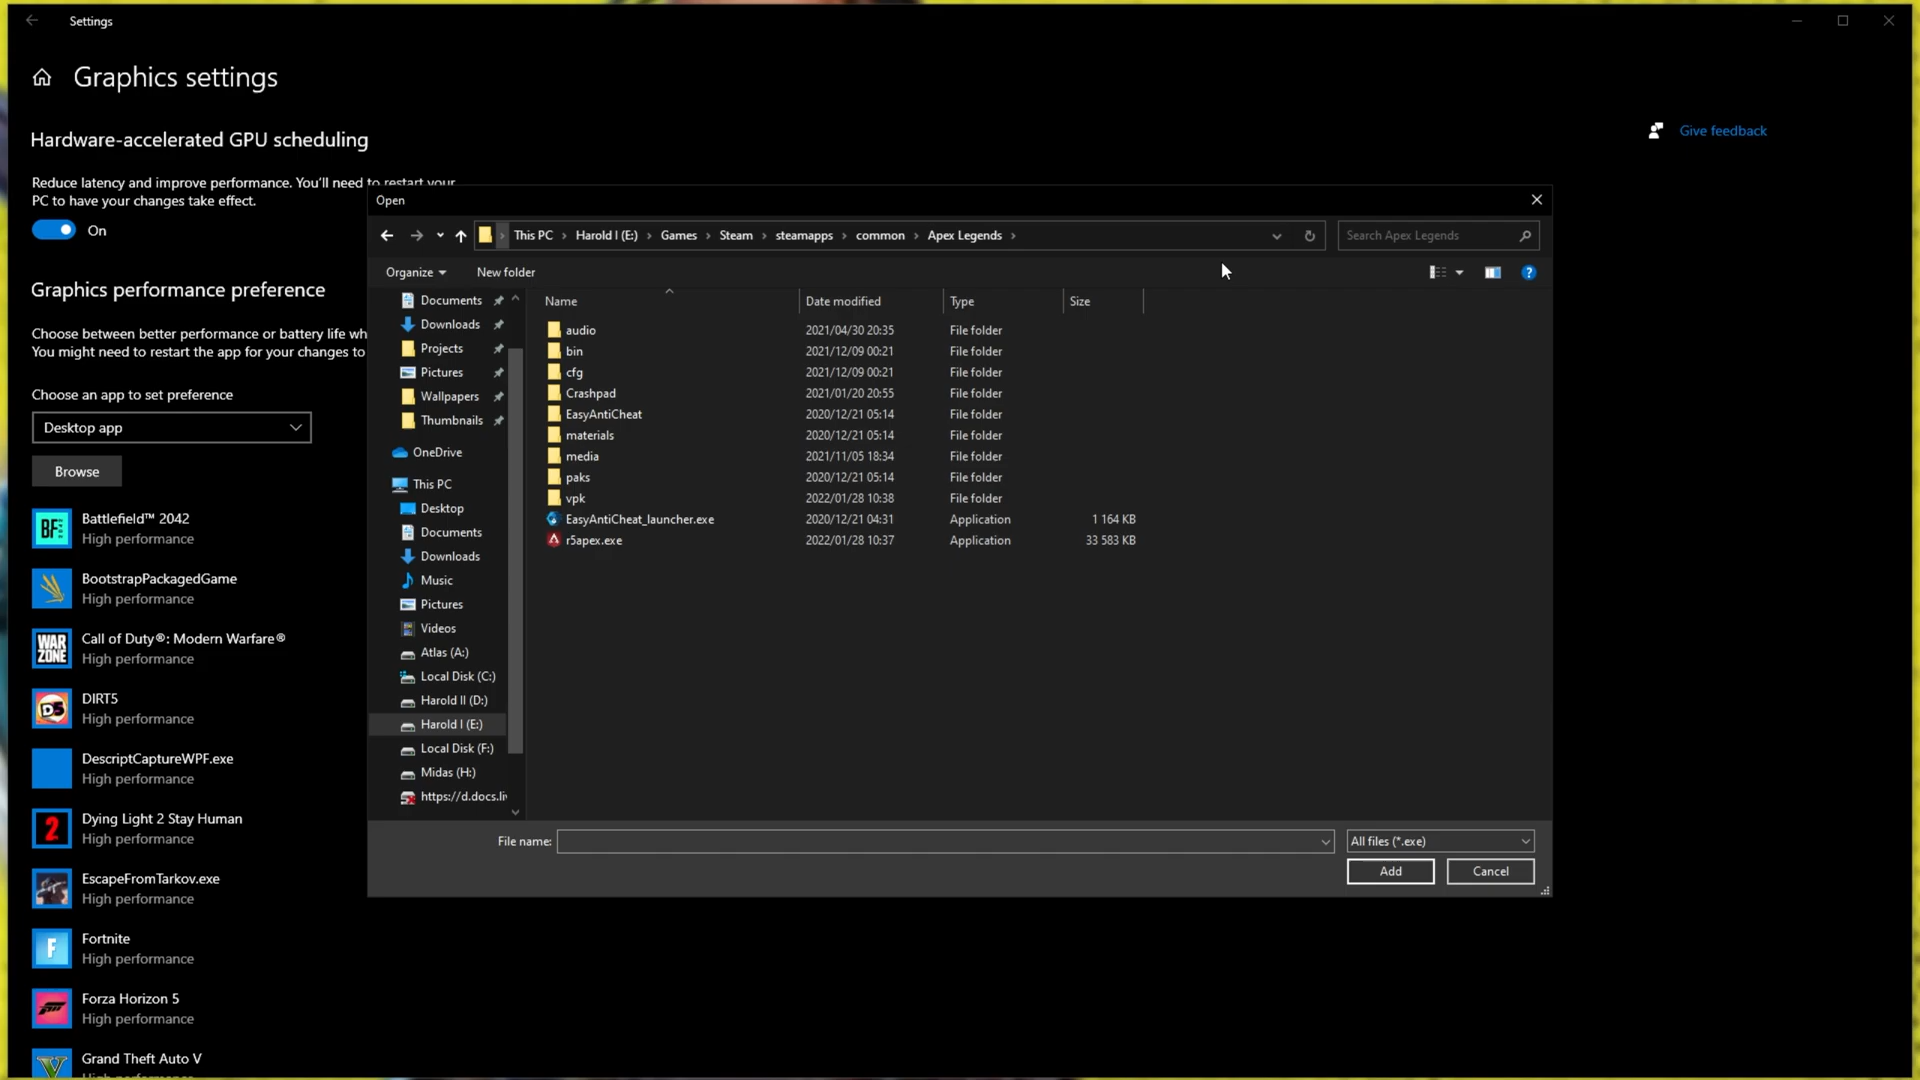 Settings
Graphics settings
Hardware-accelerated GPU scheduling
Give feedback
Reduce latency and improve performance. You'll need to restart your
PC to have your changes take effect.
On
Graphics performance preference
Choose between better performance or battery life wh
You might need to restart the app for your changes to
Choose an app to set preference
Desktop app
Browse
Battlefield™ 2042
High performance
BootstrapPackagedGame
High performance
WAR
ZONE
Call of Duty®: Modern Warfare®
High performance
DIRT5
High performance
DescriptCaptureWPF.exe
High performance
Dying Light 2 Stay Human
High performance
EscapeFromTarkov.exe
High performance
Fortnite
High performance
Forza Horizon 5
High performance
Grand Theft Auto V
Open
This PC > Harold I (E:) > Games > Steam > steamapps > common > Apex Legends >
Search Apex Legends
Organize
New folder
Documents
Downloads
Projects
Pictures
Wallpapers
Thumbnails
OneDrive
This PC
Desktop
Documents
Downloads
Music
Pictures
Videos
Atlas (A:)
Local Disk (C:)
Harold II (D:)
Harold I (E:)
Local Disk (F:)
Midas (H:)
https://d.docs.li
Name Date modified Type Size
audio 2021/04/30 20:35 File folder
bin 2021/12/09 00:21 File folder
cfg 2021/12/09 00:21 File folder
Crashpad 2021/01/20 20:55 File folder
EasyAntiCheat 2020/12/21 05:14 File folder
materials 2020/12/21 05:14 File folder
media 2021/11/05 18:34 File folder
paks 2020/12/21 05:14 File folder
vpk 2022/01/28 10:38 File folder
EasyAntiCheat_launcher.exe 2020/12/21 04:31 Application 1 164 KB
r5apex.exe 2022/01/28 10:37 Application 33 583 KB
File name:
All files (*.exe)
Add
Cancel